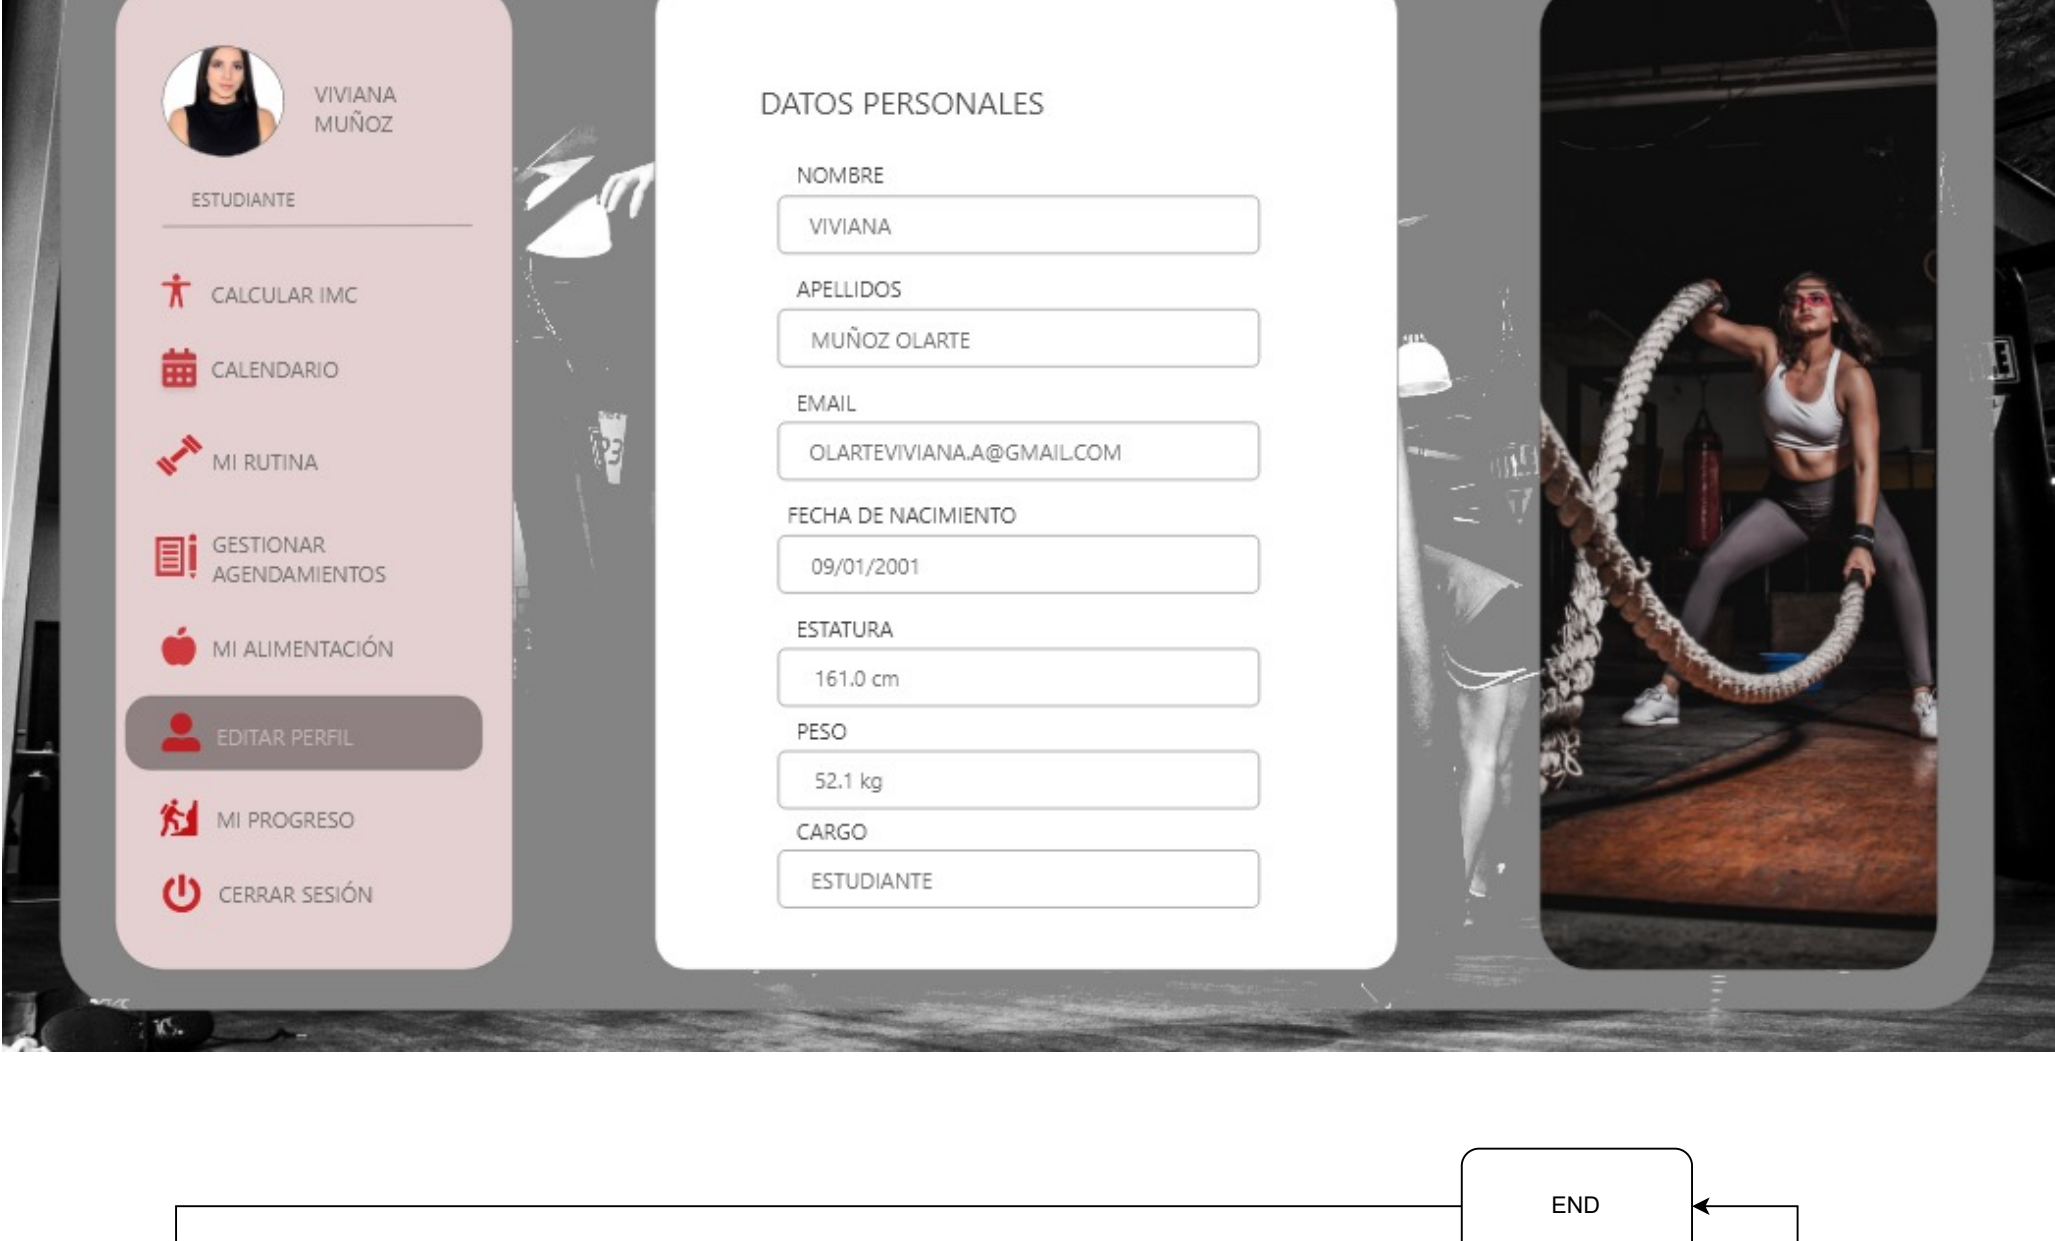 VIVIANA
MUÑOZ
ESTUDIANTE
CALCULAR IMC
CALENDARIO
MI RUTINA
GESTIONAR
AGENDAMIENTOS
MI ALIMENTACIÓN
EDITAR PERFIL
MI PROGRESO
CERRAR SESIÓN
DATOS PERSONALES
NOMBRE
VIVIANA
APELLIDOS
MUÑOZ OLARTE
EMAIL
OLARTEVIVIANA.A@GMAIL.COM
FECHA DE NACIMIENTO
09/01/2001
ESTATURA
161.0 cm
PESO
52.1 kg
CARGO
ESTUDIANTE
END